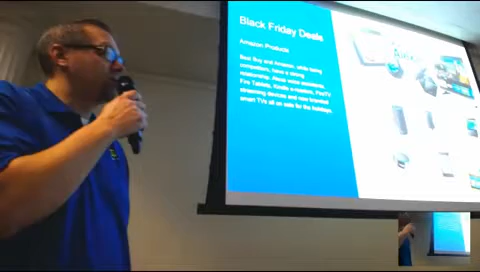 Black Friday Deals
Amazon Products
Best Buy and Amazon, while being
competitors, have a strong
relationship. Alexa voice assistants,
Fire Tablets, Kindle e-readers, FireTV
streaming devices and now branded
smart TVs all on sale for the holidays.